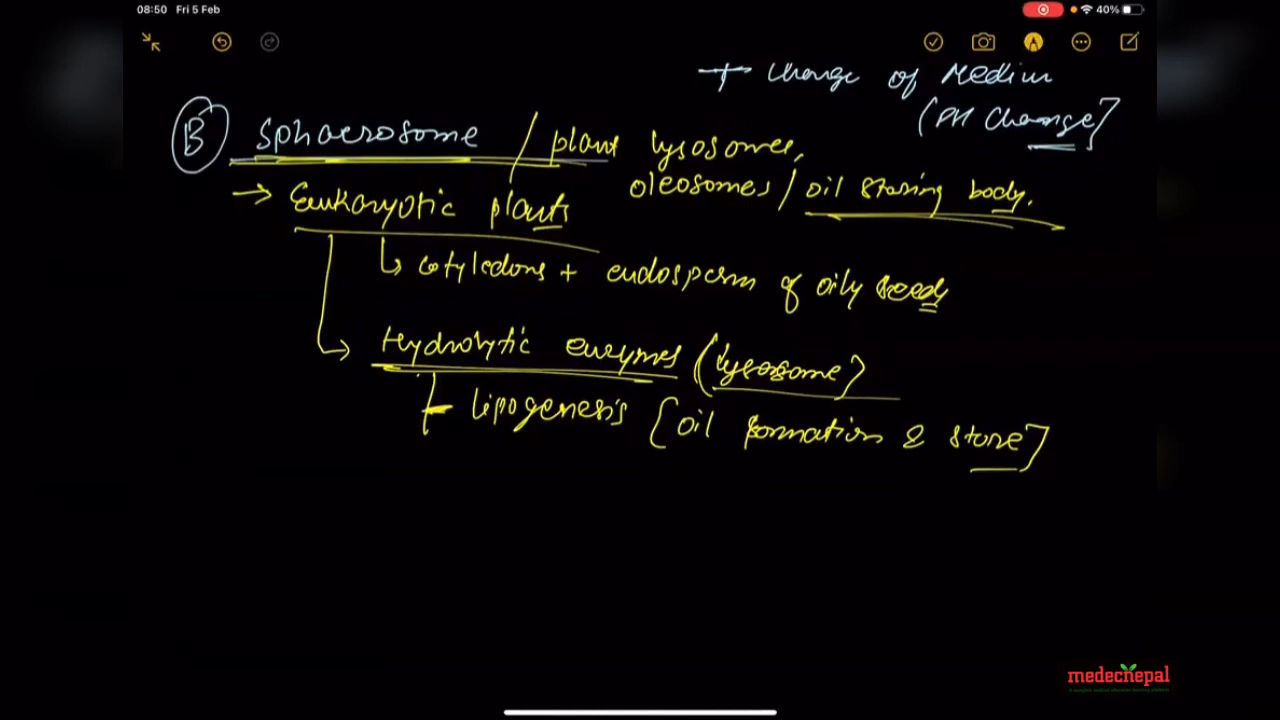 08:50 Fri 5 Feb
40%
Change of Medium
(PH Change]
B Sphaerosome / plant lysosomes,
oleosomes / oil storing body.
→ Eukaryotic plants
↳ cotyledons + endosperm of oily seeds
Hydrolytic enzymes (Lysosome)
lipogenesis [oil formation & store]
medecnepal